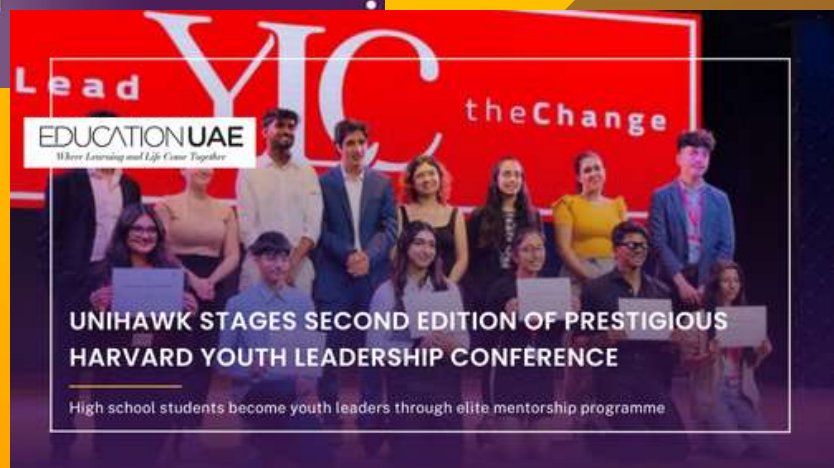 Lead
YLC
theChange
EDUCATIONUAE
Where Learning and Life Come Together
UNIHAWK STAGES SECOND EDITION OF PRESTIGIOUS
HARVARD YOUTH LEADERSHIP CONFERENCE
High school students become youth leaders through elite mentorship programme